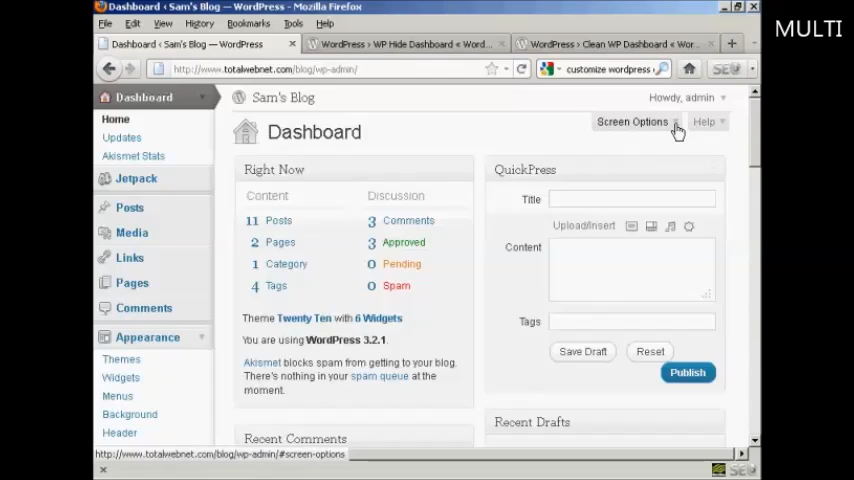 Dashboard ‹ Sam's Blog — WordPress — Mozilla Firefox
MULTI
File Edit View History Bookmarks Tools Help
Dashboard ‹ Sam's Blog — WordPress
WordPress › WP Hide Dashboard « Word...
WordPress › Clean WP Dashboard « Wor...
http://www.totalwebnet.com/blog/wp-admin/
customize wordpress
SEO
Dashboard
Sam's Blog
Howdy, admin
Home
Screen Options
Help
Dashboard
Updates
Akismet Stats
Jetpack
Posts
Media
Links
Pages
Comments
Appearance
Themes
Widgets
Menus
Background
Header
Right Now
Content Discussion
11 Posts 3 Comments
2 Pages 3 Approved
1 Category 0 Pending
4 Tags 0 Spam
Theme Twenty Ten with 6 Widgets
You are using WordPress 3.2.1.
Akismet blocks spam from getting to your blog.
There's nothing in your spam queue at the
moment.
Recent Comments
QuickPress
Title
Upload/Insert
Content
Tags
Save Draft
Reset
Publish
Recent Drafts
http://www.totalwebnet.com/blog/wp-admin/#screen-options
SEO